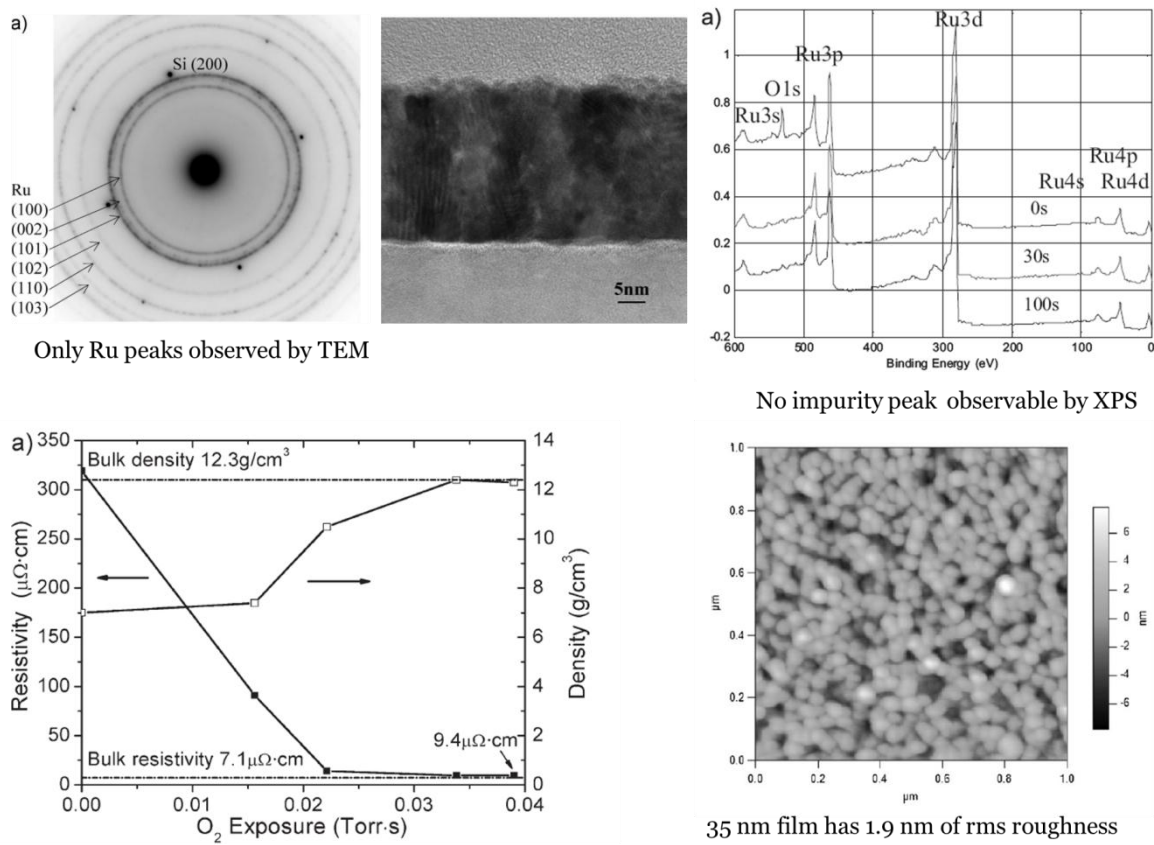 a)
Si (200)
Ru
(100)
(002)
(101)
(102)
(110)
(103)
5nm
Only Ru peaks observed by TEM
a)
Ru3d
Ru3p
O1s
Ru3s
Ru4p
Ru4s Ru4d
0s
30s
100s
1
0.8
0.6
0.4
0.2
0
-0.2
600 500 400 300 200 100 0
Binding Energy (eV)
No impurity peak observable by XPS
a)
350
300
250
200
150
100
50
0
Resistivity (μΩ·cm)
Bulk density 12.3g/cm³
Bulk resistivity 7.1μΩ·cm
9.4μΩ·cm
14
12
10
8
6
4
2
0
Density (g/cm³)
0.00 0.01 0.02 0.03 0.04
O₂ Exposure (Torr·s)
1.0
0.8
0.6
0.4
0.2
0.0
μm
0.0 0.2 0.4 0.6 0.8 1.0
μm
6
4
2
0
-2
-4
-6
nm
35 nm film has 1.9 nm of rms roughness